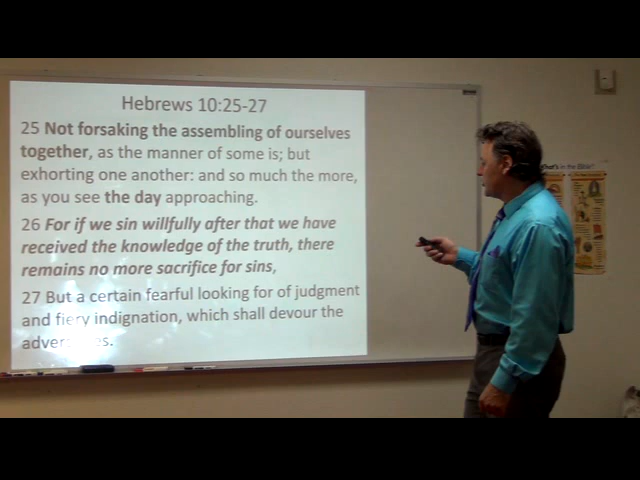 Hebrews 10:25-27
25 Not forsaking the assembling of ourselves
together, as the manner of some is; but
exhorting one another: and so much the more,
as you see the day approaching.
26 For if we sin willfully after that we have
received the knowledge of the truth, there
remains no more sacrifice for sins,
27 But a certain fearful looking for of judgment
and fiery indignation, which shall devour the
What's in the Bible?